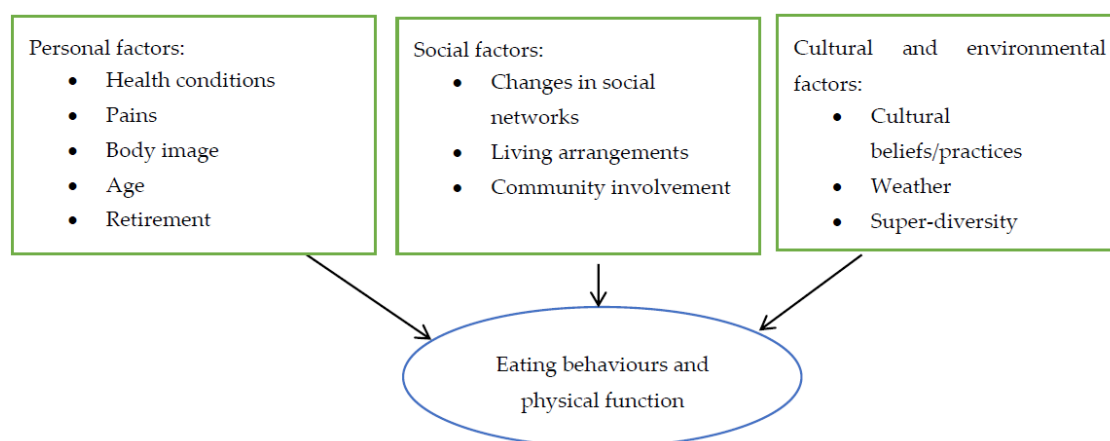 Personal factors:
• Health conditions
• Pains
• Body image
• Age
• Retirement
Social factors:
• Changes in social
networks
• Living arrangements
• Community involvement
Cultural and environmental
factors:
• Cultural
beliefs/practices
• Weather
• Super-diversity
Eating behaviours and
physical function